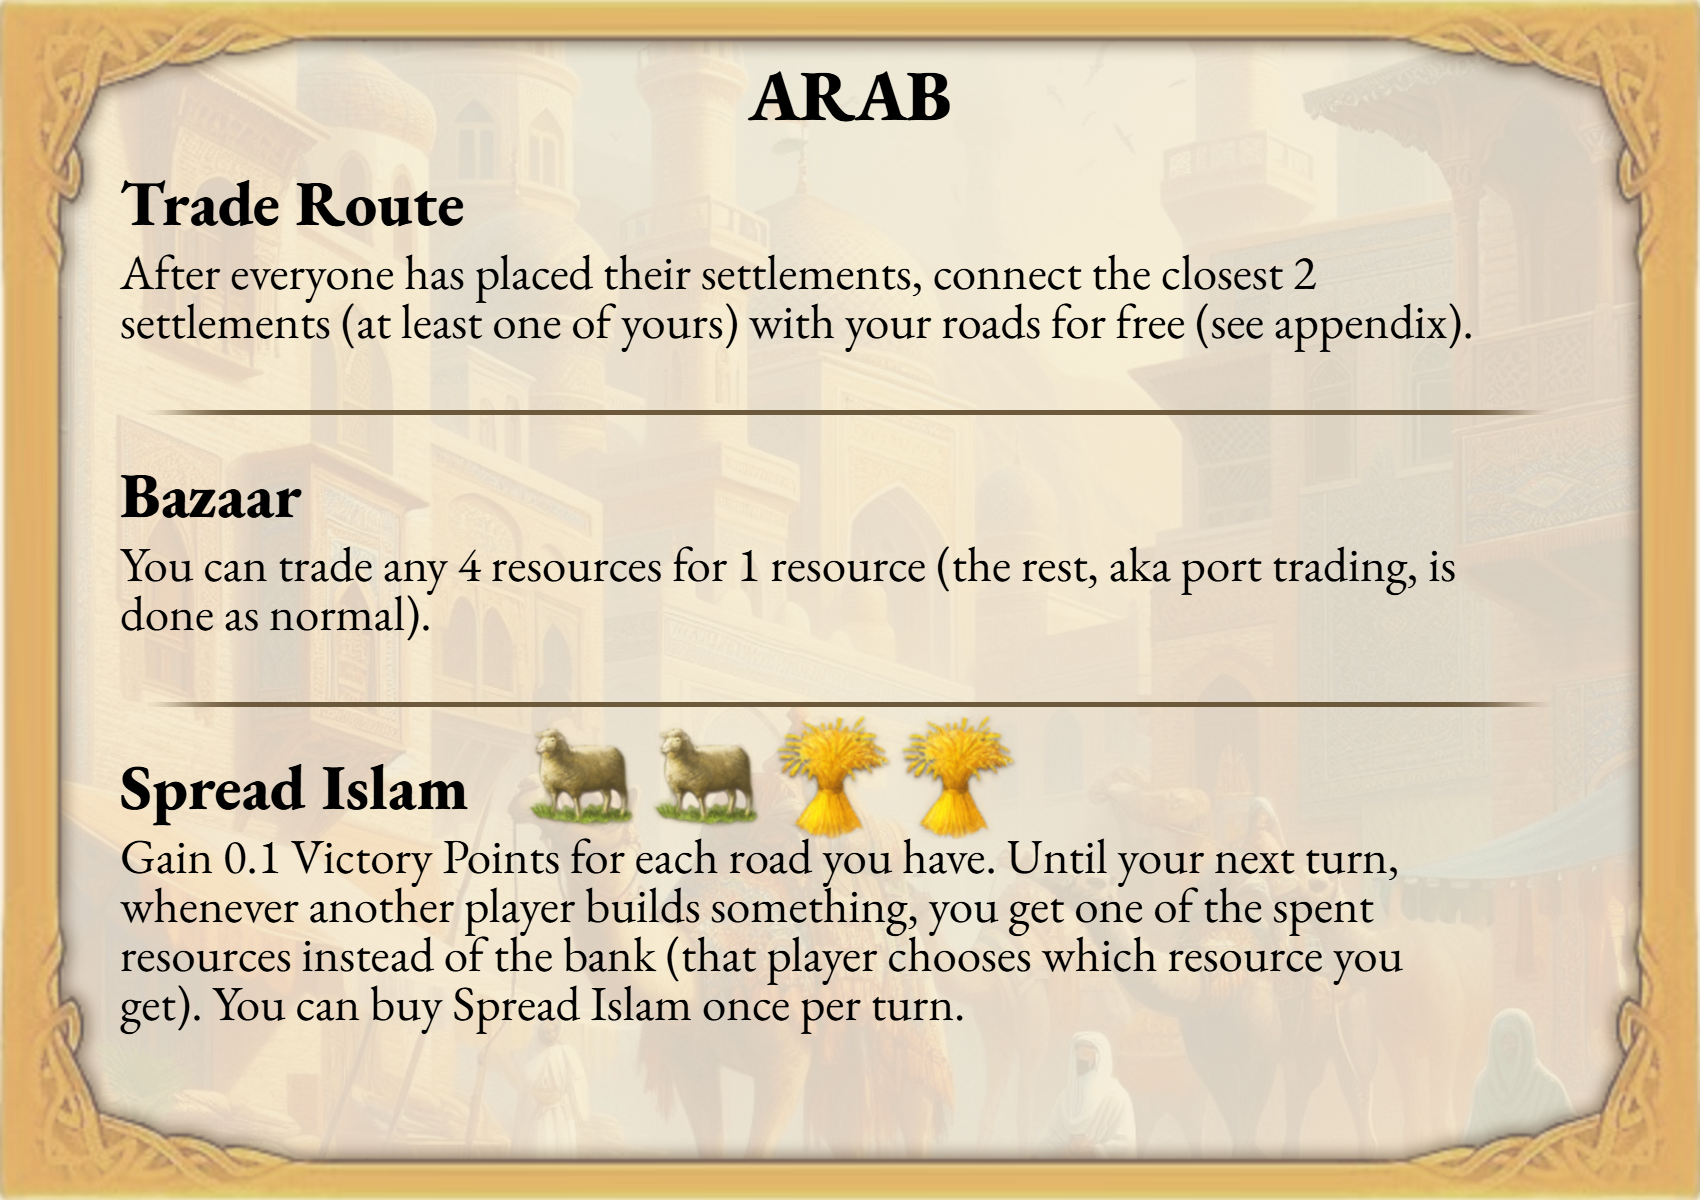 ARAB
Trade Route
After everyone has placed their settlements, connect the closest 2
settlements (at least one of yours) with your roads for free (see appendix).
Bazaar
You can trade any 4 resources for 1 resource (the rest, aka port trading, is
done as normal).
Spread Islam
Gain 0.1 Victory Points for each road you have. Until your next turn,
whenever another player builds something, you get one of the spent
resources instead of the bank (that player chooses which resource you
get). You can buy Spread Islam once per turn.